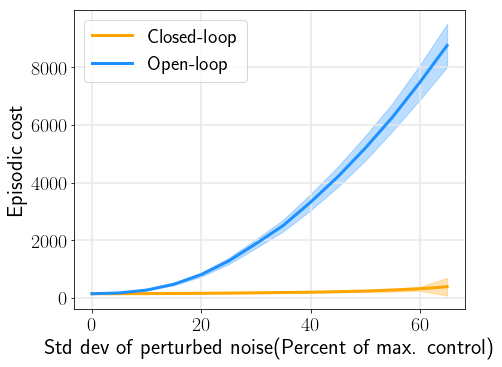 Closed-loop
Open-loop
Episodic cost
8000
6000
4000
2000
0
0 20 40 60
Std dev of perturbed noise(Percent of max. control)